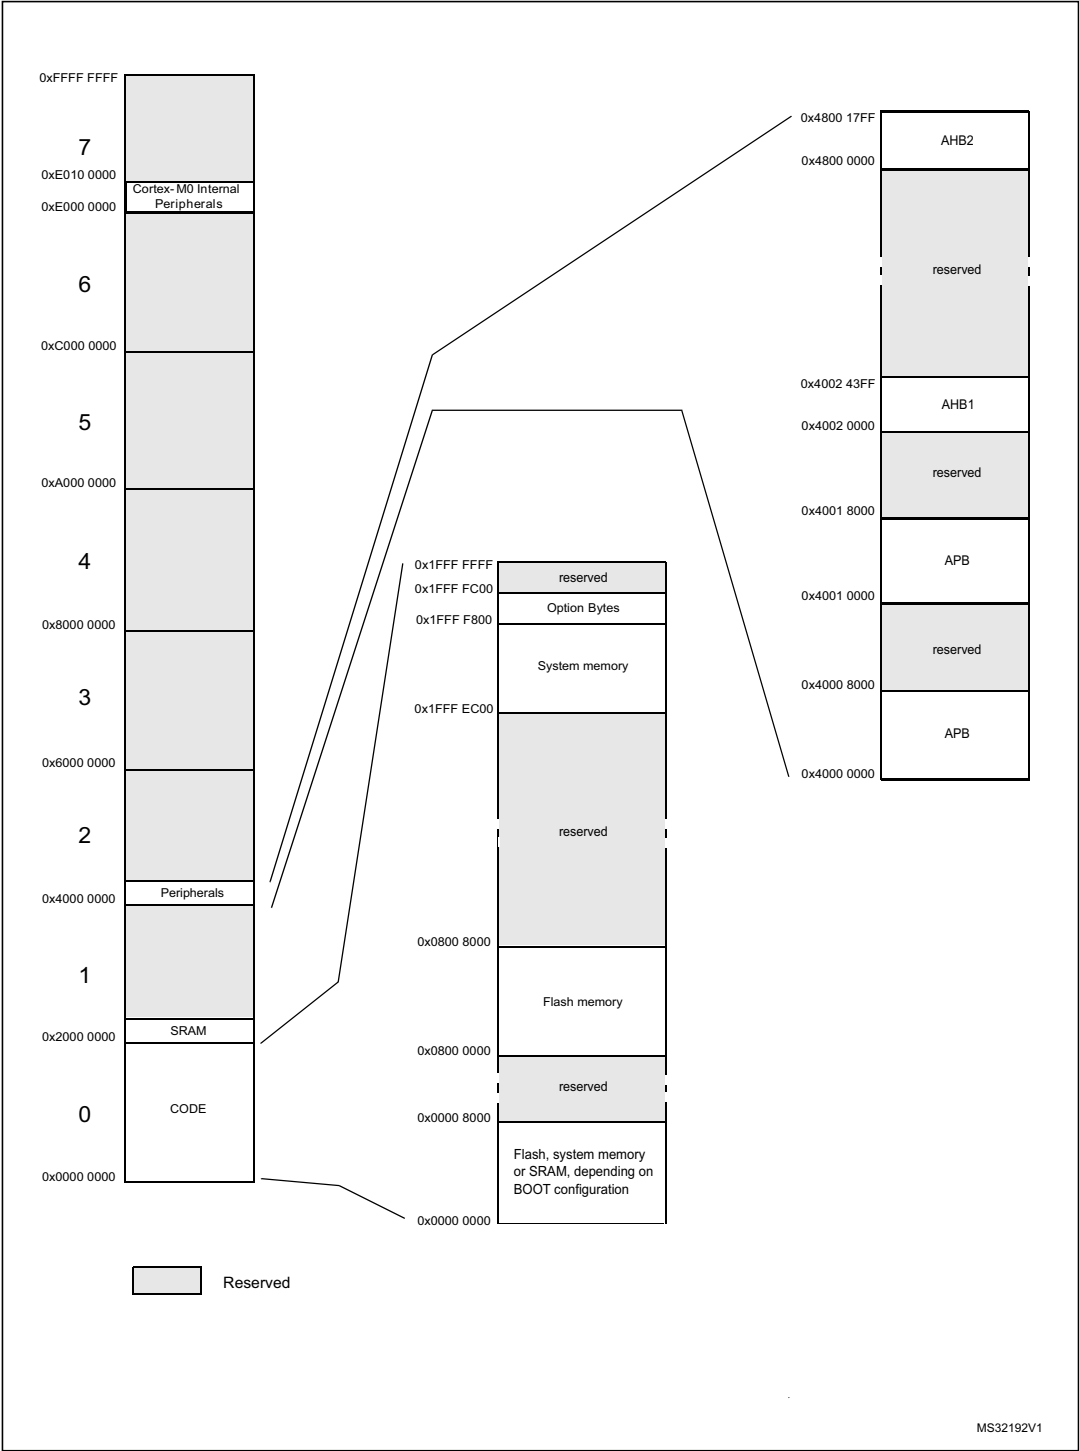 0xFFFF FFFF
7
0xE010 0000
Cortex-M0 Internal
Peripherals
0xE000 0000
6
0xC000 0000
5
0xA000 0000
4
0x8000 0000
3
0x6000 0000
2
Peripherals
0x4000 0000
1
SRAM
0x2000 0000
0
CODE
0x0000 0000
0x1FFF FFFF
reserved
0x1FFF FC00
Option Bytes
0x1FFF F800
System memory
0x1FFF EC00
reserved
0x0800 8000
Flash memory
0x0800 0000
reserved
0x0000 8000
Flash, system memory
or SRAM, depending on
BOOT configuration
0x0000 0000
0x4800 17FF
AHB2
0x4800 0000
reserved
0x4002 43FF
AHB1
0x4002 0000
reserved
0x4001 8000
APB
0x4001 0000
reserved
0x4000 8000
APB
0x4000 0000
Reserved
MS32192V1